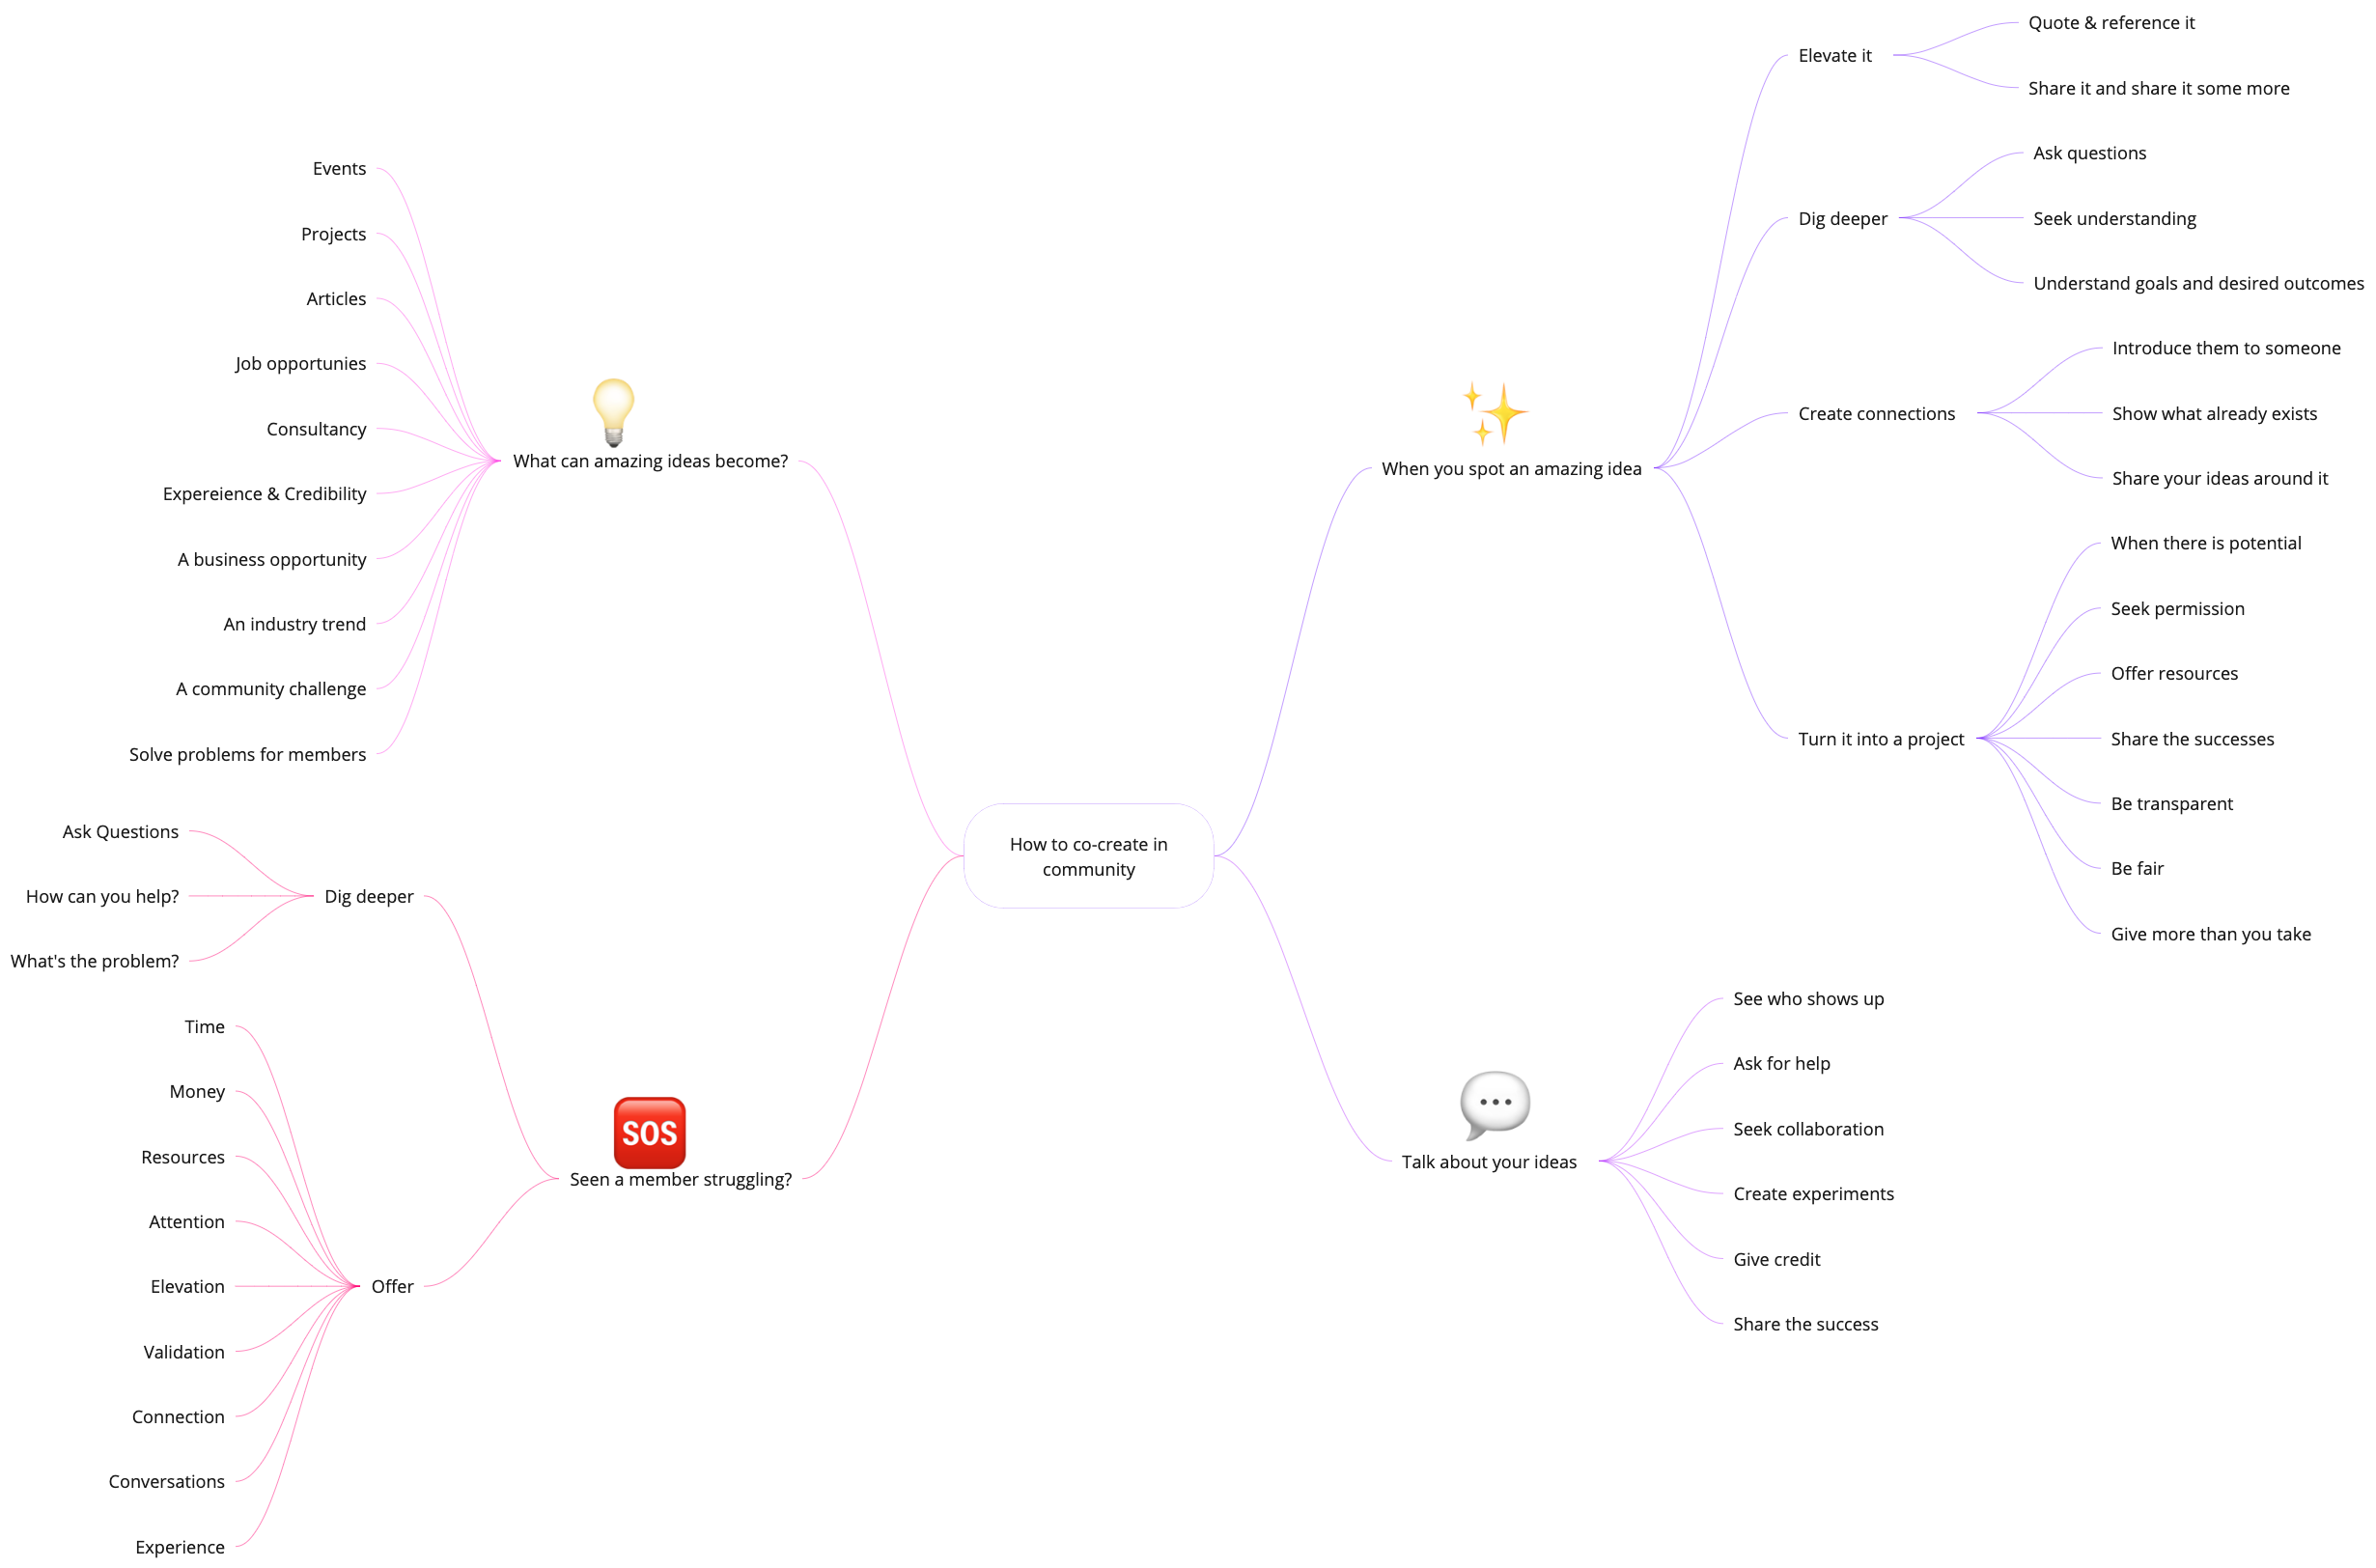 How to co-create in
community
What can amazing ideas become?
Events
Projects
Articles
Job opportunies
Consultancy
Expereience & Credibility
A business opportunity
An industry trend
A community challenge
Solve problems for members
SOS
Seen a member struggling?
Dig deeper
Ask Questions
How can you help?
What's the problem?
Offer
Time
Money
Resources
Attention
Elevation
Validation
Connection
Conversations
Experience
When you spot an amazing idea
Elevate it
Quote & reference it
Share it and share it some more
Dig deeper
Ask questions
Seek understanding
Understand goals and desired outcomes
Create connections
Introduce them to someone
Show what already exists
Share your ideas around it
Turn it into a project
When there is potential
Seek permission
Offer resources
Share the successes
Be transparent
Be fair
Give more than you take
Talk about your ideas
See who shows up
Ask for help
Seek collaboration
Create experiments
Give credit
Share the success